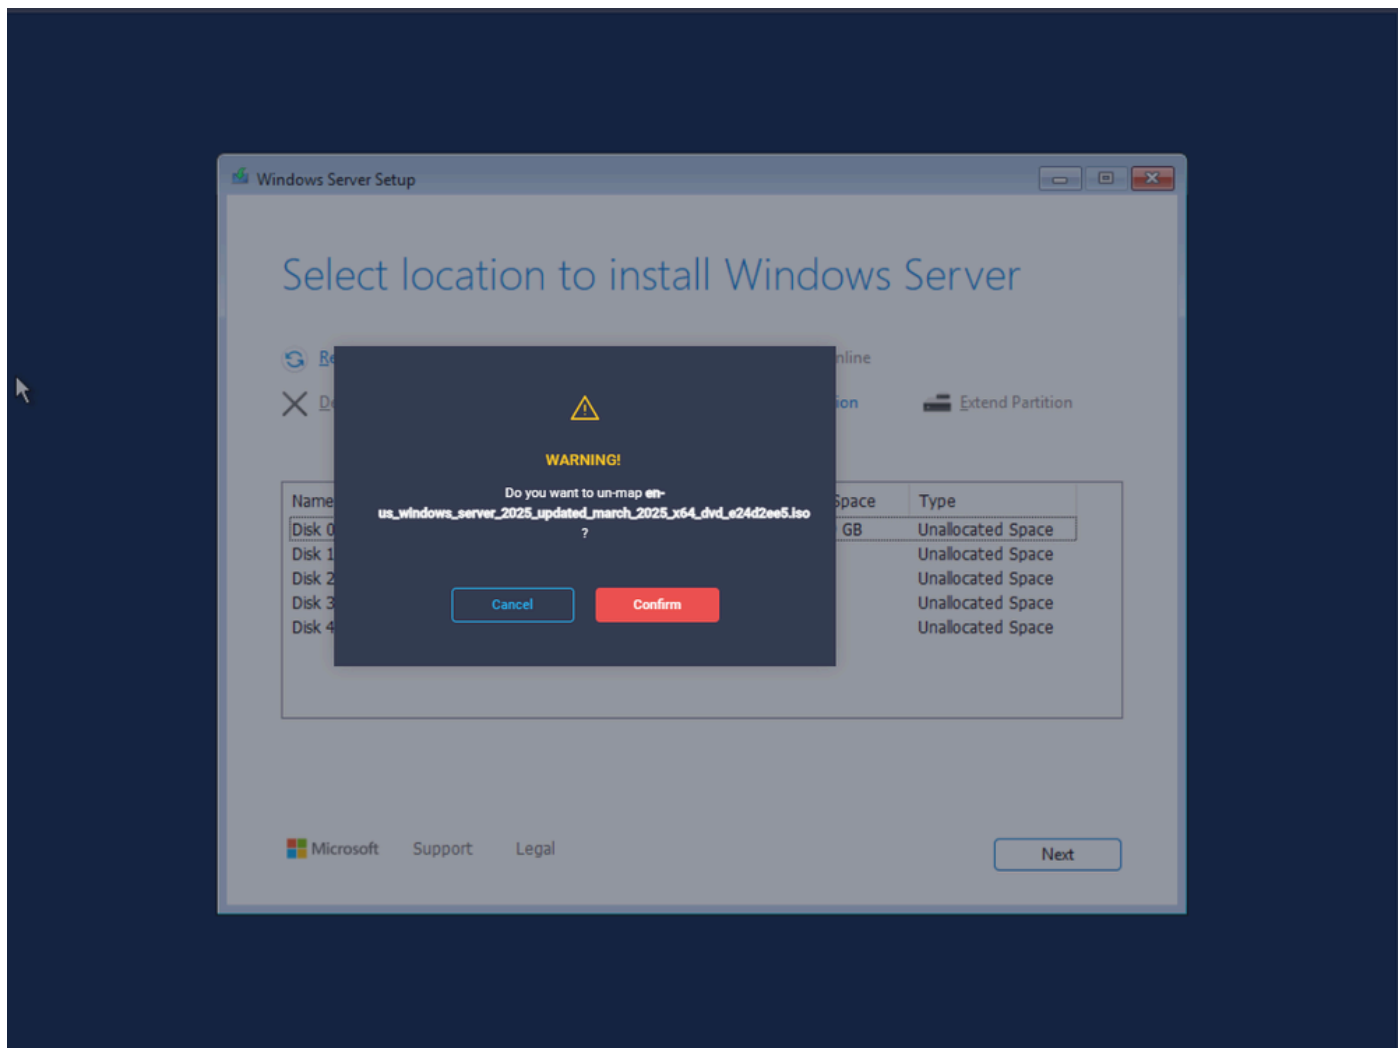 Windows Server Setup
Select location to install Windows Server
Re
nline
De
ion
Extend Partition
WARNING!
Do you want to un-map en-
us_windows_server_2025_updated_march_2025_x64_dvd_e24d2ee5.iso
?
Cancel
Confirm
Name
Space
Type
Disk 0
GB
Unallocated Space
Disk 1
Unallocated Space
Disk 2
Unallocated Space
Disk 3
Unallocated Space
Disk 4
Unallocated Space
Microsoft
Support
Legal
Next